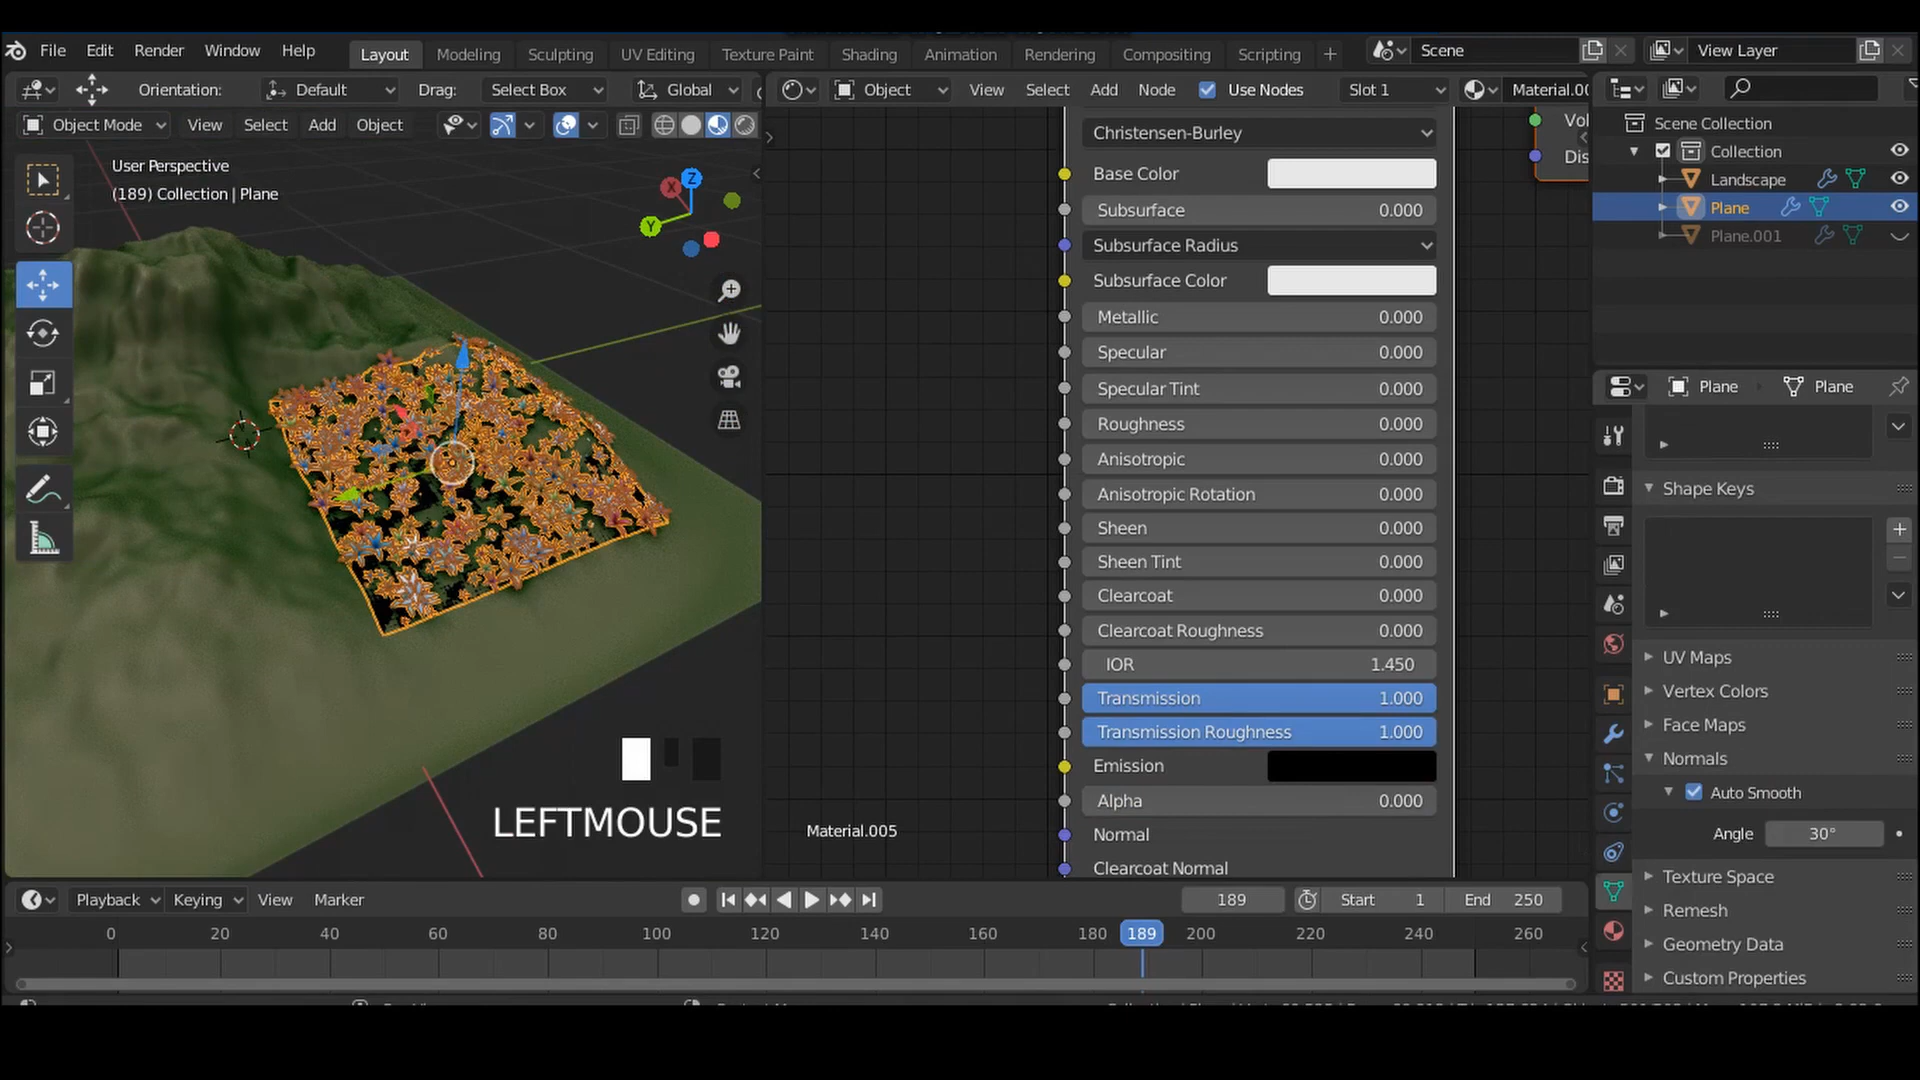 File Edit Render Window Help Layout Modeling Sculpting UV Editing Texture Paint Shading Animation Rendering Compositing Scripting + Scene View Layer
Orientation: Default Drag: Select Box Global Object View Select Add Node Use Nodes Slot 1 Material.00
Object Mode View Select Add Object
User Perspective
(189) Collection | Plane
X
Y
Z
LEFTMOUSE
Christensen-Burley
Base Color
Subsurface 0.000
Subsurface Radius
Subsurface Color
Metallic 0.000
Specular 0.000
Specular Tint 0.000
Roughness 0.000
Anisotropic 0.000
Anisotropic Rotation 0.000
Sheen 0.000
Sheen Tint 0.000
Clearcoat 0.000
Clearcoat Roughness 0.000
IOR 1.450
Transmission 1.000
Transmission Roughness 1.000
Emission
Alpha 0.000
Normal
Clearcoat Normal
Material.005
Vol
Dis
Scene Collection
Collection
Landscape
Plane
Plane.001
Plane Plane
Shape Keys
UV Maps
Vertex Colors
Face Maps
Normals
Auto Smooth
Angle 30°
Texture Space
Remesh
Geometry Data
Custom Properties
Playback Keying View Marker 189 Start 1 End 250
0 20 40 60 80 100 120 140 160 180 189 200 220 240 260